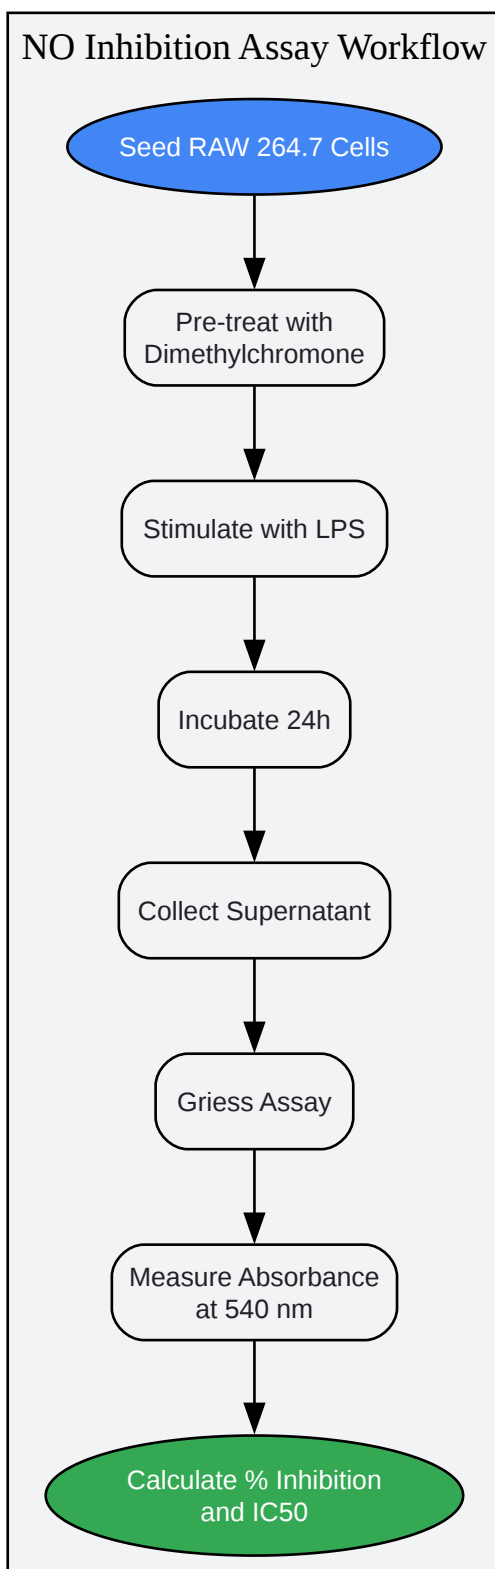 NO Inhibition Assay Workflow
Seed RAW 264.7 Cells
Pre-treat with
Dimethylchromone
Stimulate with LPS
Incubate 24h
Collect Supernatant
Griess Assay
Measure Absorbance
at 540 nm
Calculate % Inhibition
and IC50